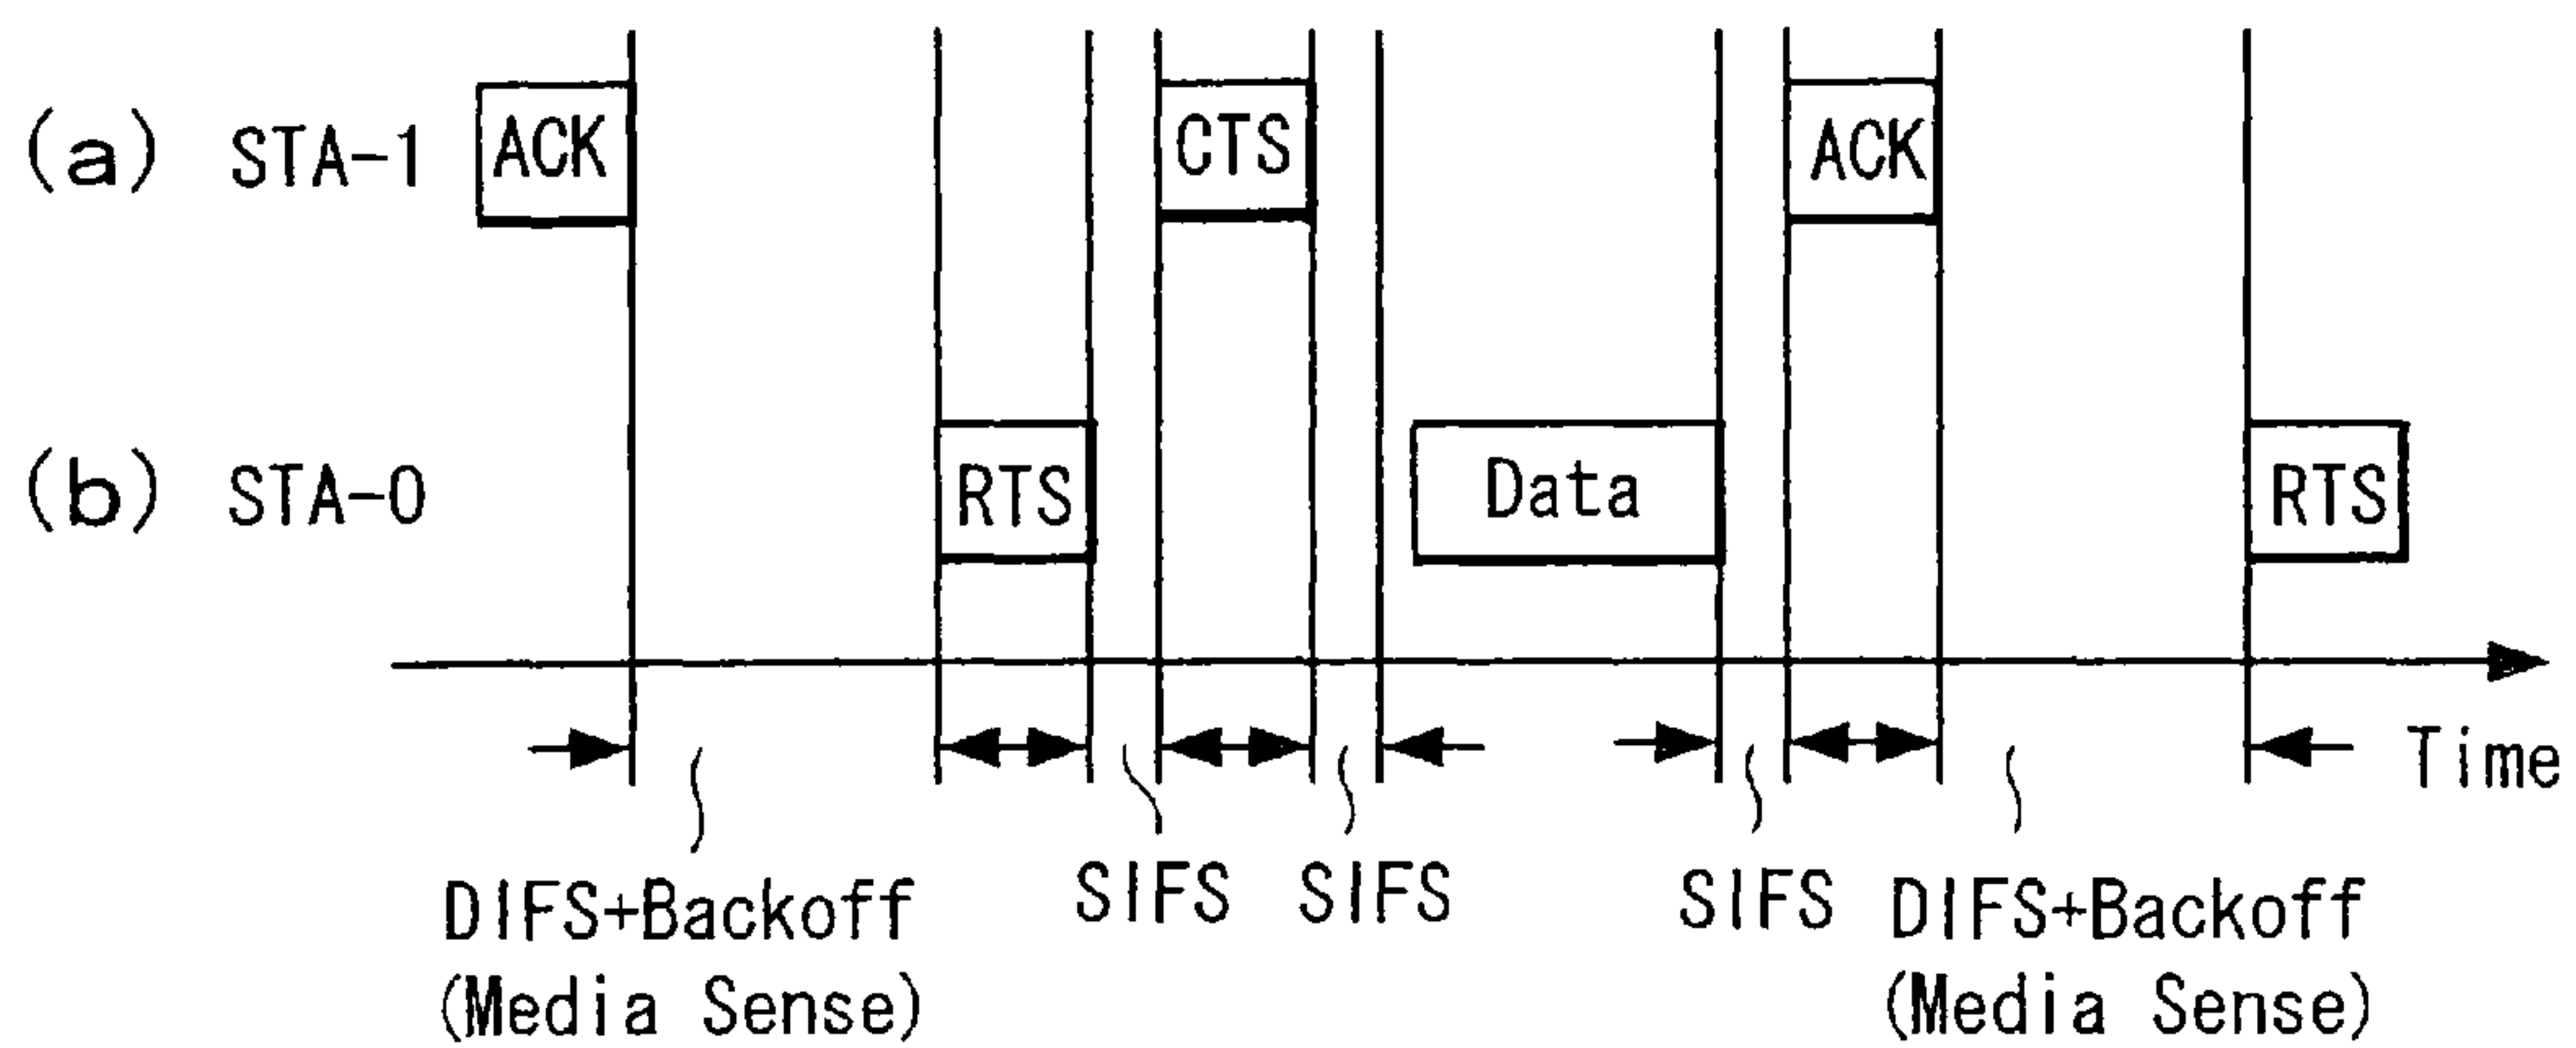 (a) STA-1 ACK CTS ACK
(b) STA-0 RTS Data RTS
Time
SIFS SIFS SIFS
DIFS+Backoff DIFS+Backoff
(Media Sense) (Media Sense)